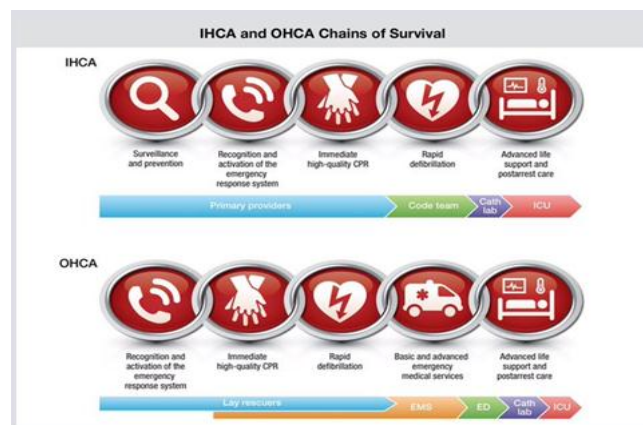 IHCA and OHCA Chains of Survival
IHCA
Surveillance
and prevention
Recognition and
activation of the
emergency
response system
Immediate
high-quality CPR
Rapid
defibrillation
Advanced life
support and
postarrest care
Primary providers
Code team
Cath
lab
ICU
OHCA
Recognition and
activation of the
emergency
response system
Immediate
high-quality CPR
Rapid
defibrillation
Basic and advanced
emergency
medical services
Advanced life
support and
postarrest care
Lay rescuers
EMS
ED
Cath
lab
ICU